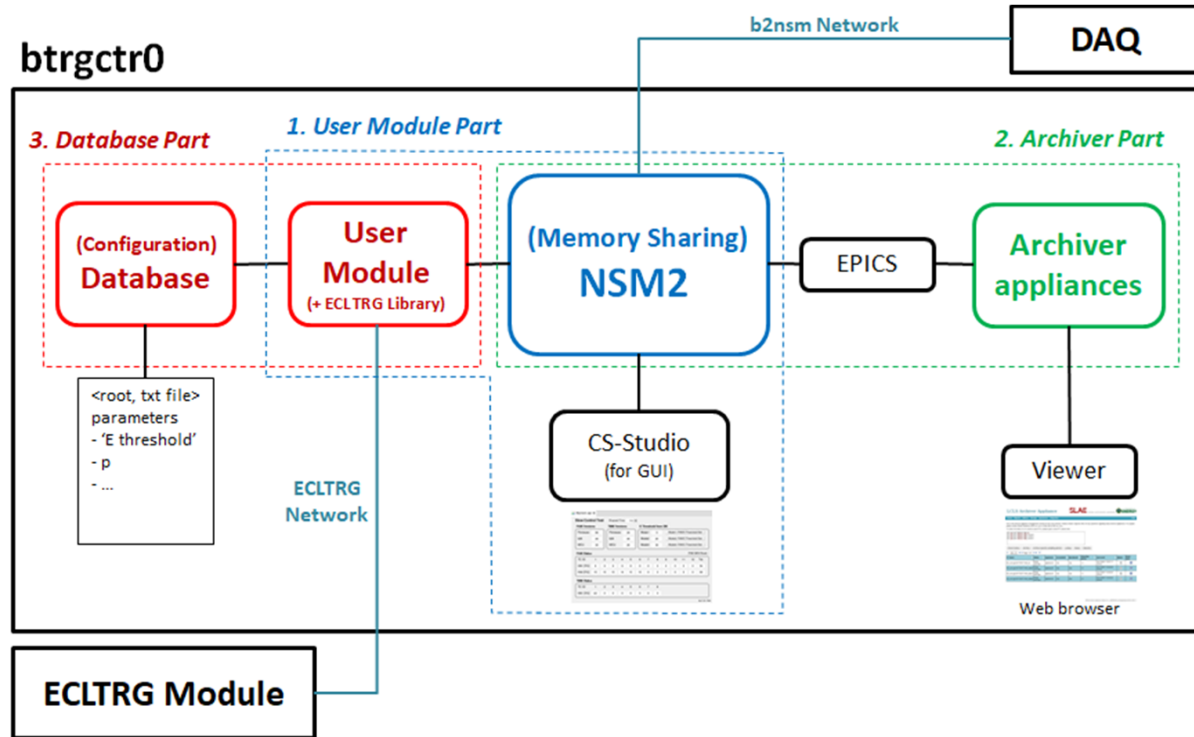 b2nsm Network
DAQ
btrgctr0
3. Database Part
1. User Module Part
2. Archiver Part
(Configuration)
Database
User
Module
(+ ECLTRG Library)
(Memory Sharing)
NSM2
EPICS
Archiver
appliances
<root, txt file>
parameters
- ‘E threshold’
- p
- ...
ECLTRG
Network
CS-Studio
(for GUI)
Viewer
SLAC
Web browser
ECLTRG Module